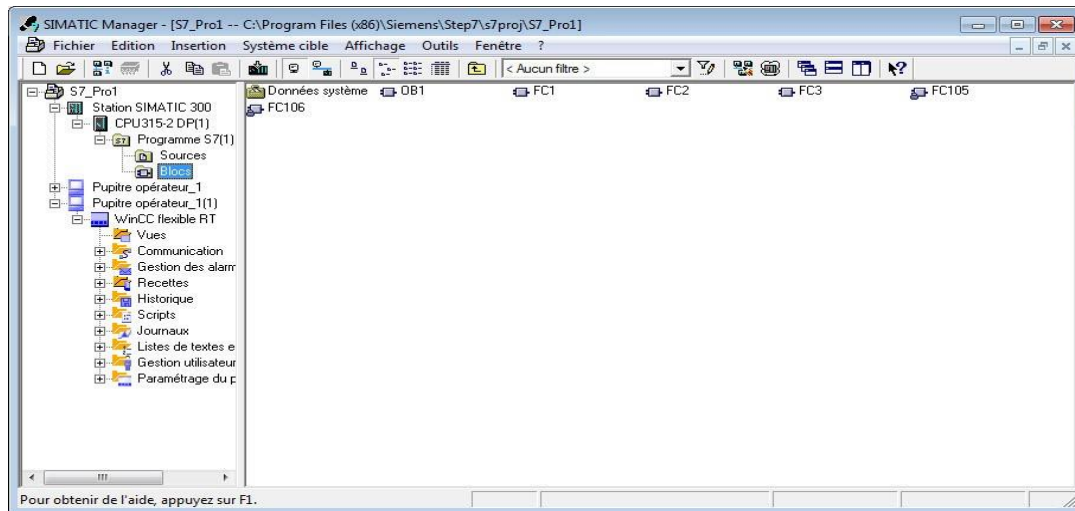 SIMATIC Manager - [S7_Pro1 -- C:\Program Files (x86)\Siemens\Step7\s7proj\S7_Pro1]
Fichier Edition Insertion Système cible Affichage Outils Fenêtre ?
< Aucun filtre >
S7_Pro1
Station SIMATIC 300
CPU315-2 DP(1)
Programme S7(1)
Sources
Blocs
Pupitre opérateur_1
Pupitre opérateur_1(1)
WinCC flexible RT
Vues
Communication
Gestion des alarm
Recettes
Historique
Scripts
Journaux
Listes de textes e
Gestion utilisateur
Paramétrage du p
Données système OB1 FC1 FC2 FC3 FC105
FC106
Pour obtenir de l'aide, appuyez sur F1.